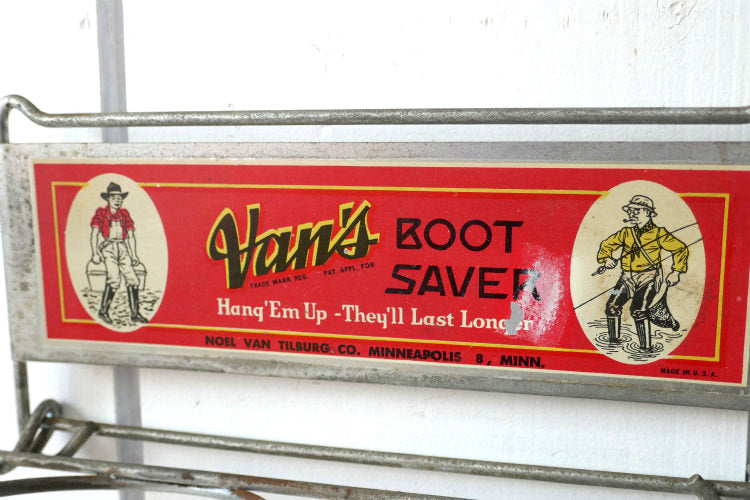 Van's BOOT
SAVER
TRADE MARK REG. PAT. APPL. FOR
Hang 'Em Up - They'll Last Longer
NOEL VAN TILBURG CO. MINNEAPOLIS 8, MINN.
MADE IN U.S.A.